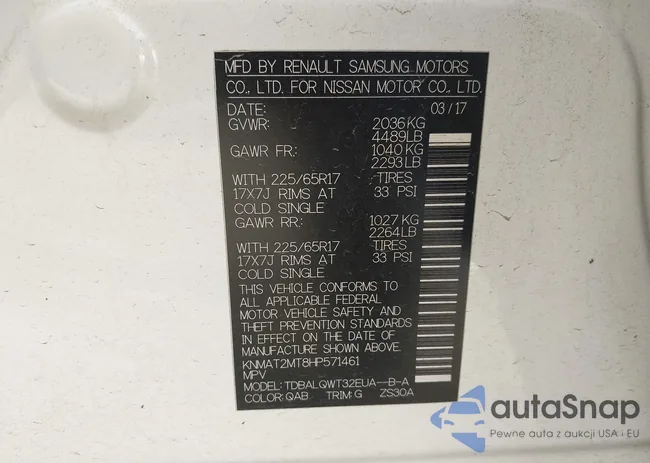 MFD BY RENAULT SAMSUNG MOTORS
CO., LTD. FOR NISSAN MOTOR CO., LTD.
DATE: 03/17
GVWR: 2036KG
4489LB
GAWR FR: 1040 KG
2293LB
WITH 225/65R17 TIRES
17X7J RIMS AT 33 PSI
COLD SINGLE
GAWR RR: 1027 KG
2264LB
WITH 225/65R17 TIRES
17X7J RIMS AT 33 PSI
COLD SINGLE
THIS VEHICLE CONFORMS TO
ALL APPLICABLE FEDERAL
MOTOR VEHICLE SAFETY AND
THEFT PREVENTION STANDARDS
IN EFFECT ON THE DATE OF
MANUFACTURE SHOWN ABOVE.
KNMAT2MT8HP571461
MPV
MODEL: TDBALQWT32EUA--B-A
COLOR: QAB TRIM: G ZS30A
autoSnap
Pewne auta z aukcji USA i EU